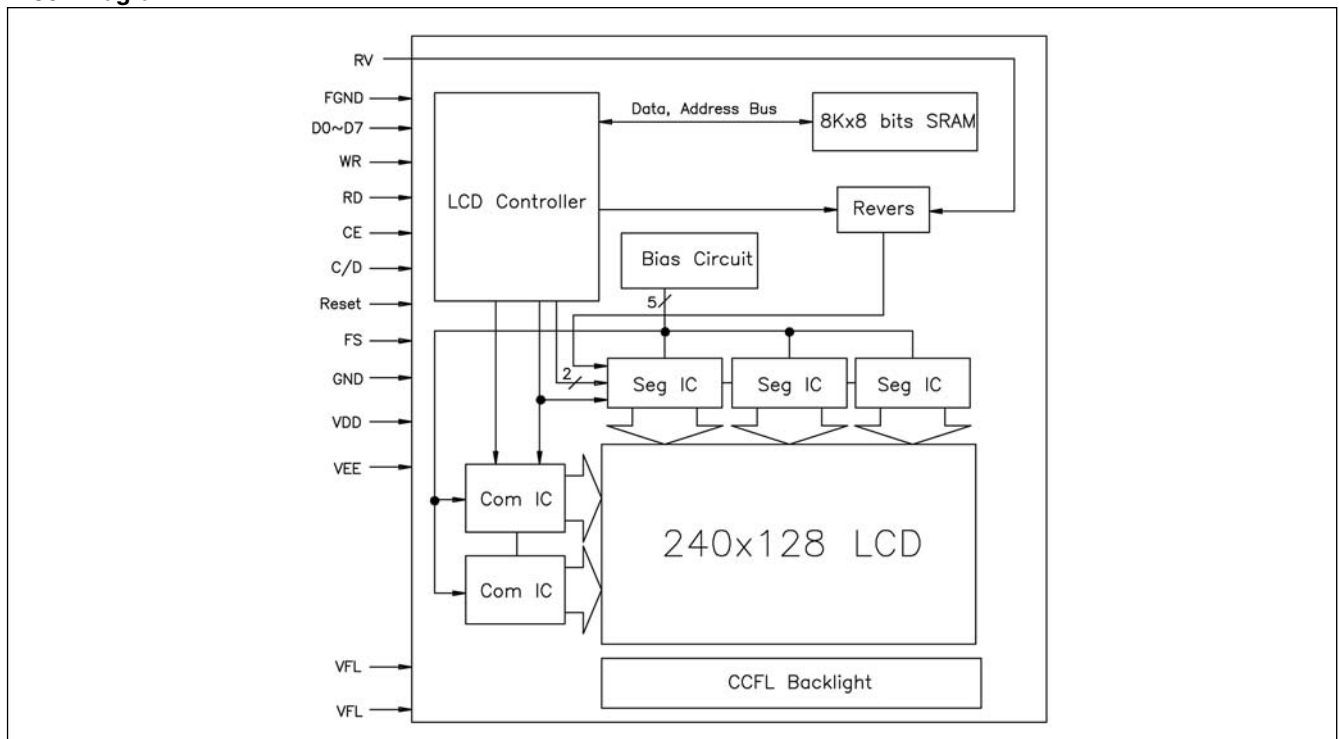 RV
FGND
D0~D7
WR
RD
CE
C/D
Reset
FS
GND
VDD
VEE
VFL
VFL
LCD Controller
Data, Address Bus
8Kx8 bits SRAM
Revers
Bias Circuit
5
2
Seg IC
Seg IC
Seg IC
Com IC
Com IC
240x128 LCD
CCFL Backlight